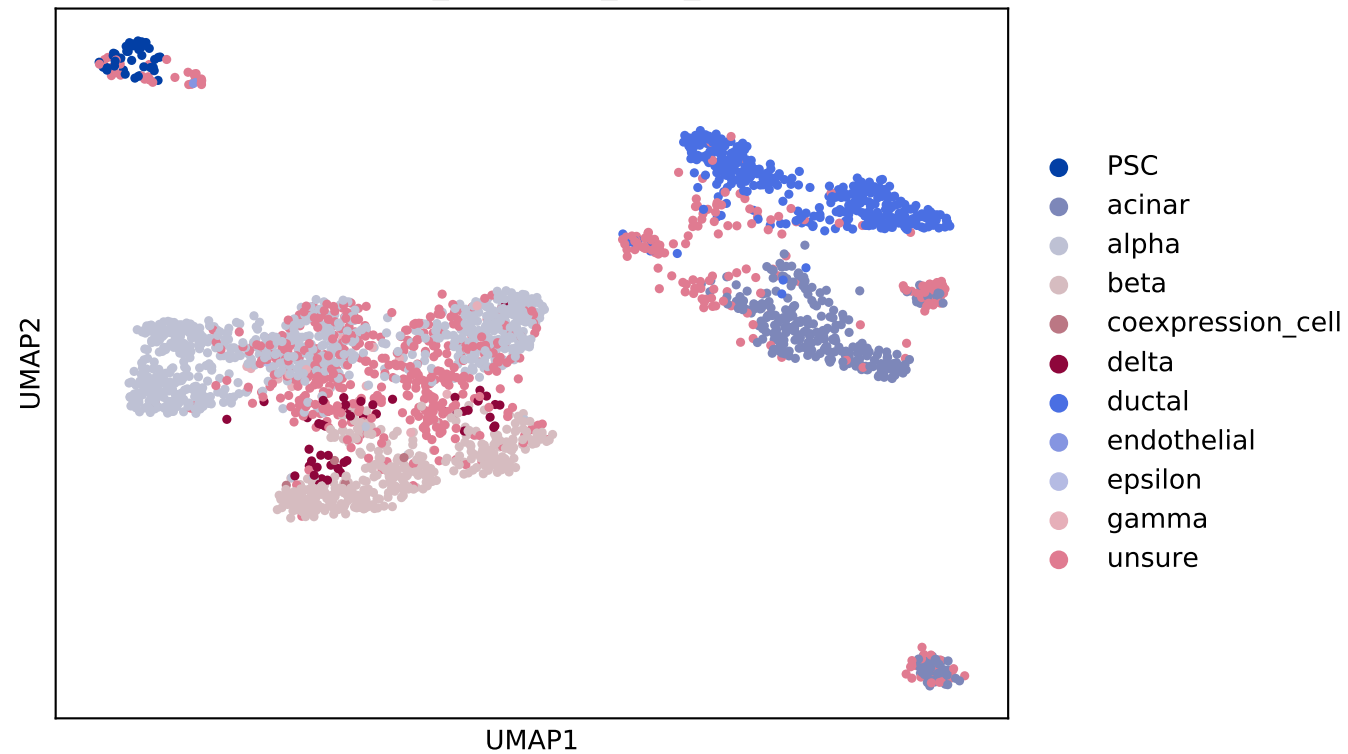 PSC
acinar
alpha
beta
coexpression_cell
delta
ductal
endothelial
epsilon
gamma
unsure
UMAP2
UMAP1